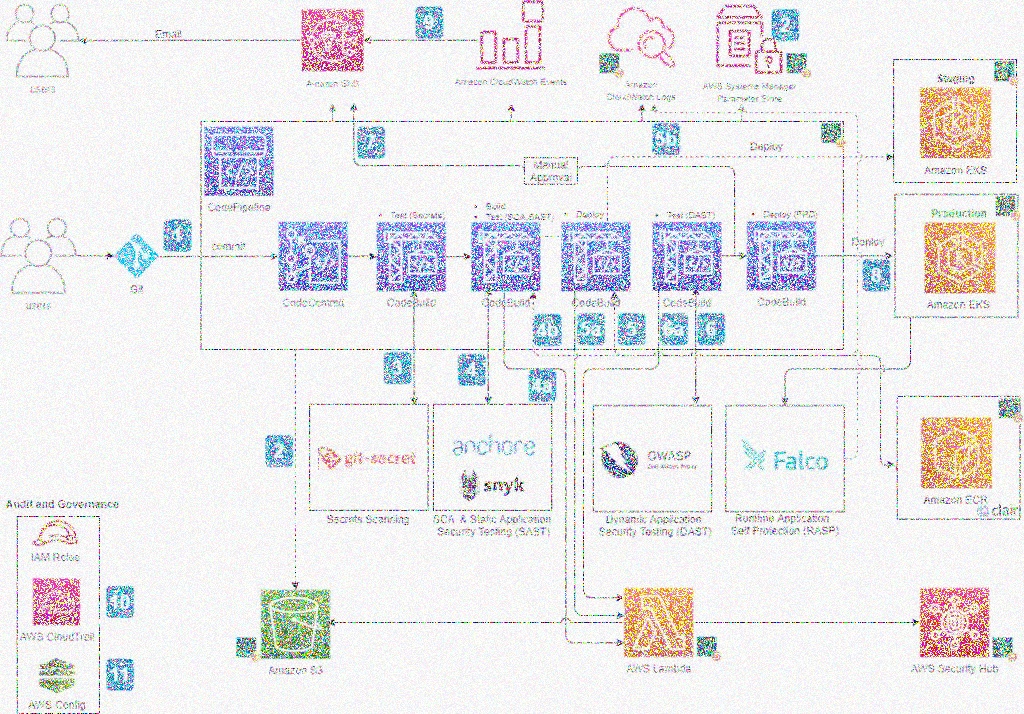 Email
9
2
users
Amazon SNS
Amazon CloudWatch Events
Amazon
CloudWatch Logs
AWS Systems Manager
Parameter Store
Staging
Amazon EKS
7
5b
Deploy
Manual
Approval
CodePipeline
1
commit
Git
users
Test (Secrets)
Build
Test (SCA,SAST)
Deploy
Test (DAST)
Deploy (PRD)
CodeCommit
CodeBuild
CodeBuild
CodeBuild
CodeBuild
CodeBuild
Deploy
8
Production
Amazon EKS
4b
5a
5
6a
6
3
4
4a
2
git-secret
anchore
snyk
OWASP
Zed Attack Proxy
Falco
Amazon ECR
clair
Secrets Scanning
SCA & Static Application
Security Testing (SAST)
Dynamic Application
Security Testing (DAST)
Runtime Application
Self Protection (RASP)
Audit and Governance
IAM Roles
10
AWS CloudTrail
11
AWS Config
Amazon S3
AWS Lambda
AWS Security Hub